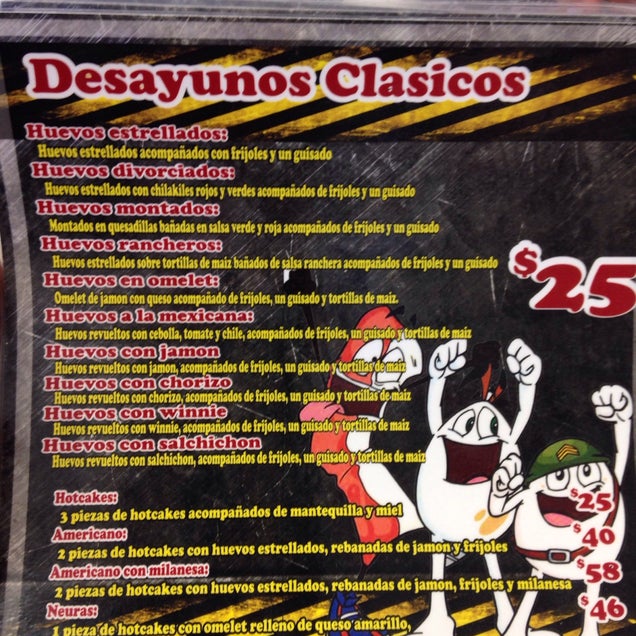 Desayunos Clasicos
Huevos estrellados:
Huevos estrellados acompañados con frijoles y un guisado
Huevos divorciados:
Huevos estrellados con chilakiles rojos y verdes acompañados de frijoles y un guisado
Huevos montados:
Montados en quesadillas bañadas en salsa verde y roja acompañados de frijoles y un guisado
Huevos rancheros:
Huevos estrellados sobre tortillas de maiz bañados de salsa ranchera acompañados de frijoles y un guisado
$25
Huevos en omelet:
Omelet de jamon con queso acompañado de frijoles, un guisado y tortillas de maiz.
Huevos a la mexicana:
Huevos revueltos con cebolla, tomate y chile, acompañados de frijoles, un guisado y tortillas de maiz
Huevos con jamon
Huevos revueltos con jamon, acompañados de frijoles, un guisado y tortillas de maiz
Huevos con chorizo
Huevos revueltos con chorizo, acompañados de frijoles, un guisado y tortillas de maiz
Huevos con winnie
Huevos revueltos con winnie, acompañados de frijoles, un guisado y tortillas de maiz
Huevos con salchichon
Huevos revueltos con salchichon, acompañados de frijoles, un guisado y tortillas de maiz
Hotcakes: $25
3 piezas de hotcakes acompañados de mantequilla y miel
Americano: $40
2 piezas de hotcakes con huevos estrellados, rebanadas de jamon y frijoles
Americano con milanesa: $58
2 piezas de hotcakes con huevos estrellados, rebanadas de jamon, frijoles y milanesa
Neuras: $46
1 pieza de hotcakes con omelet relleno de queso amarillo,